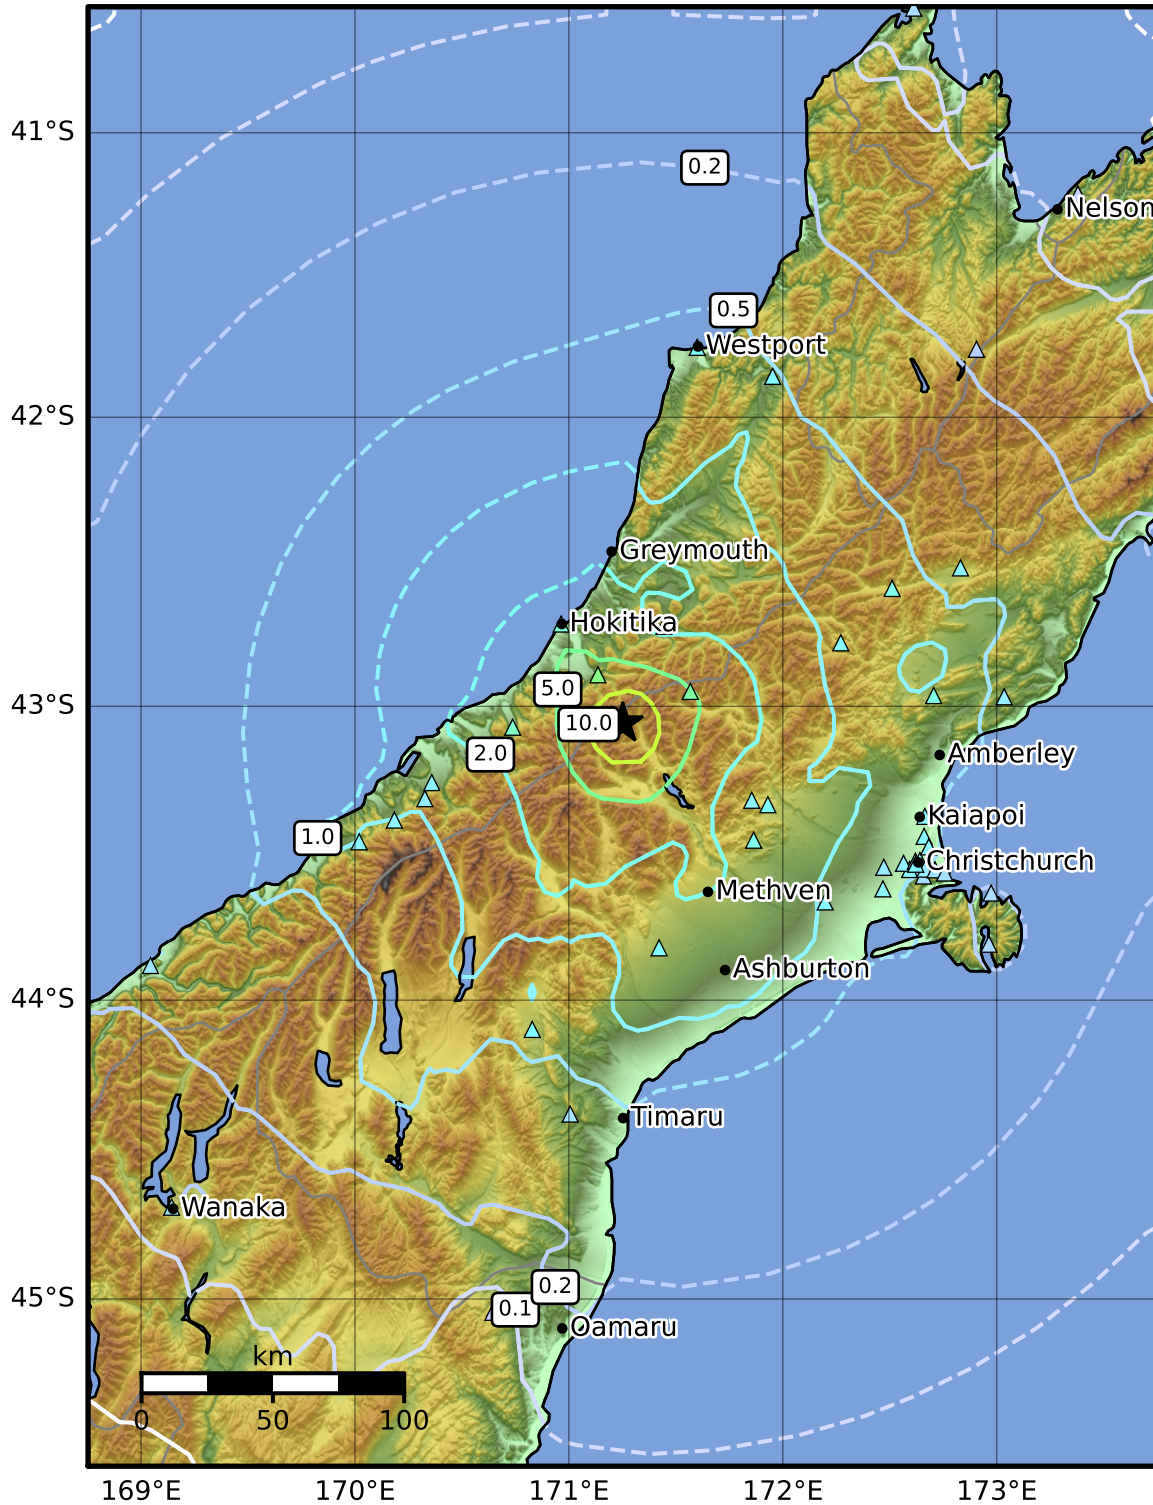 41°S
0.2
Nelson
0.5
Westport
42°S
Greymouth
Hokitika
5.0
43°S
10.0
2.0
Amberley
1.0
Kaiapoi
Christchurch
Methven
Ashburton
44°S
Timaru
Wanaka
0.2
45°S
0.1
Oamaru
km
0 50 100
169°E 170°E 171°E 172°E 173°E